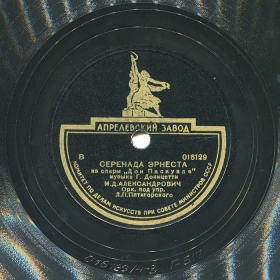 АПРЕЛЕВСКИЙ ЗАВОД
В 016129
СЕРЕНАДА ЭРНЕСТА
из оперы „Дон Паскуале"
музыка Г. Доницетти
М.Д.АЛЕКСАНДРОВИЧ
Орк. под упр.
Л.П.Пятигорского
КОМИТЕТ ПО ДЕЛАМ ИСКУССТВ ПРИ СОВЕТЕ МИНИСТРОВ СССР